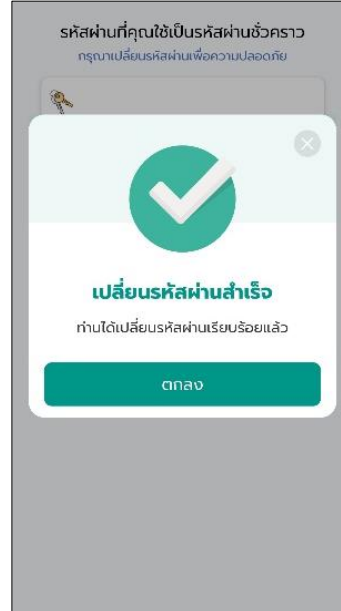 รหัสผ่านที่คุณใช้เป็นรหัสผ่านชั่วคราว
กรุณาเปลี่ยนรหัสผ่านเพื่อความปลอดภัย
เปลี่ยนรหัสผ่านสำเร็จ
ท่านได้เปลี่ยนรหัสผ่านเรียบร้อยแล้ว
ตกลง